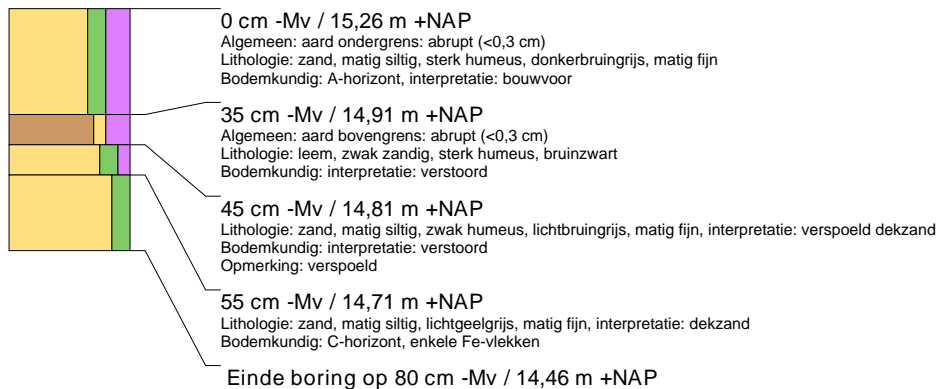 0 cm -Mv / 15,26 m +NAP
Algemeen: aard ondergrens: abrupt (<0,3 cm)
Lithologie: zand, matig siltig, sterk humeus, donkerbruingrijs, matig fijn
Bodemkundig: A-horizont, interpretatie: bouwvoor
35 cm -Mv / 14,91 m +NAP
Algemeen: aard bovengrens: abrupt (<0,3 cm)
Lithologie: leem, zwak zandig, sterk humeus, bruinzwart
Bodemkundig: interpretatie: verstoord
45 cm -Mv / 14,81 m +NAP
Lithologie: zand, matig siltig, zwak humeus, lichtbruingrijs, matig fijn, interpretatie: verspoeld dekzand
Bodemkundig: interpretatie: verstoord
Opmerking: verspoeld
55 cm -Mv / 14,71 m +NAP
Lithologie: zand, matig siltig, lichtgeelgrijs, matig fijn, interpretatie: dekzand
Bodemkundig: C-horizont, enkele Fe-vlekken
Einde boring op 80 cm -Mv / 14,46 m +NAP